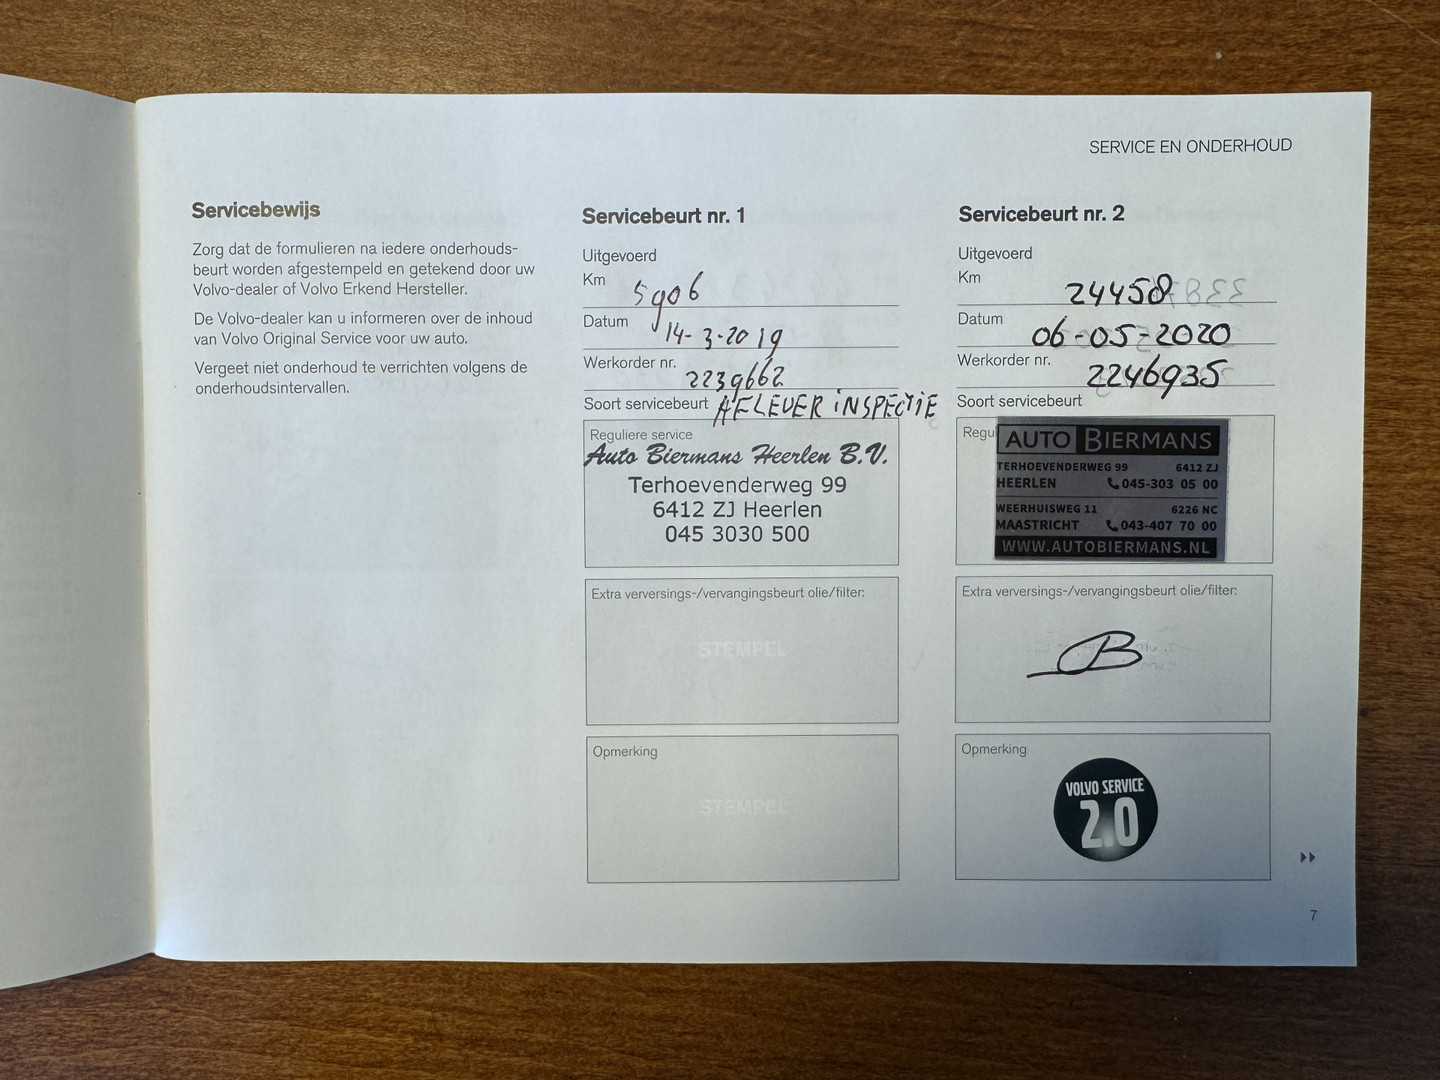 SERVICE EN ONDERHOUD
Servicebewijs
Zorg dat de formulieren na iedere onderhouds-
beurt worden afgestempeld en getekend door uw
Volvo-dealer of Volvo Erkend Hersteller.
De Volvo-dealer kan u informeren over de inhoud
van Volvo Original Service voor uw auto.
Vergeet niet onderhoud te verrichten volgens de
onderhoudsintervallen.
Servicebeurt nr. 1
Uitgevoerd
Km 5906
Datum 14-3-2019
Werkorder nr. 2239662
Soort servicebeurt AFLEVER iNSPECTiE
Reguliere service
Auto Biermans Heerlen B.V.
Terhoevenderweg 99
6412 ZJ Heerlen
045 3030 500
Extra verversings-/vervangingsbeurt olie/filter:
STEMPEL
Opmerking
STEMPEL
Servicebeurt nr. 2
Uitgevoerd
Km 24458
Datum 06-05-2020
Werkorder nr. 2246935
Soort servicebeurt
Regul
AUTO BIERMANS
TERHOEVENDERWEG 99 6412 ZJ
HEERLEN 045-303 05 00
WEERHUISWEG 11 6226 NC
MAASTRICHT 043-407 70 00
WWW.AUTOBIERMANS.NL
Extra verversings-/vervangingsbeurt olie/filter:
Opmerking
VOLVO SERVICE
2.0
7